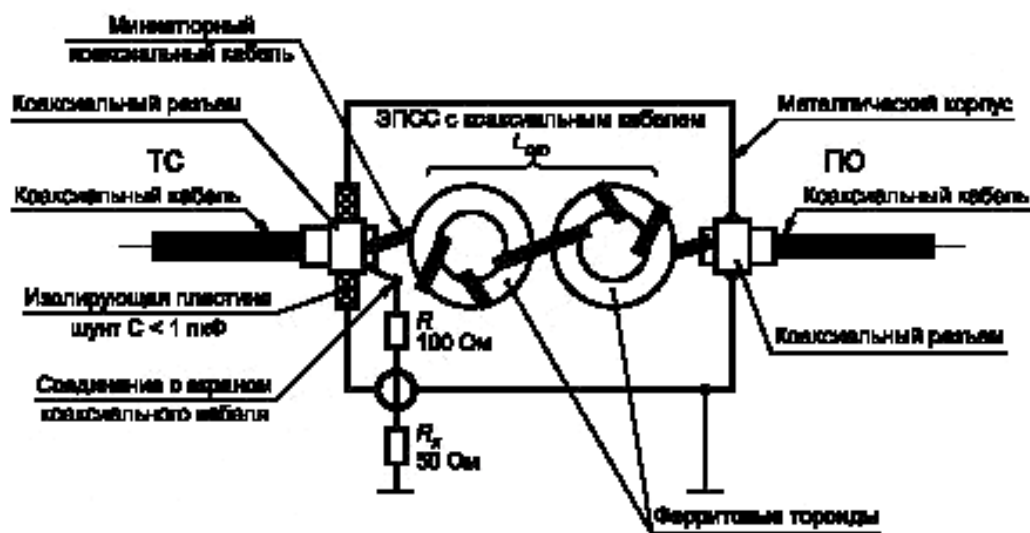 Миниатюрный
коаксиальный кабель
Коаксиальный разъем
ТС
Коаксиальный кабель
Изолирующая пластина
шунт С < 1 пкФ
Соединение с экраном
коаксиального кабеля
ЭПСС с коаксиальным кабелем
R
100 Ом
50 Ом
Металлический корпус
ПО
Коаксиальный кабель
Коаксиальный разъем
Ферритовые тороиды